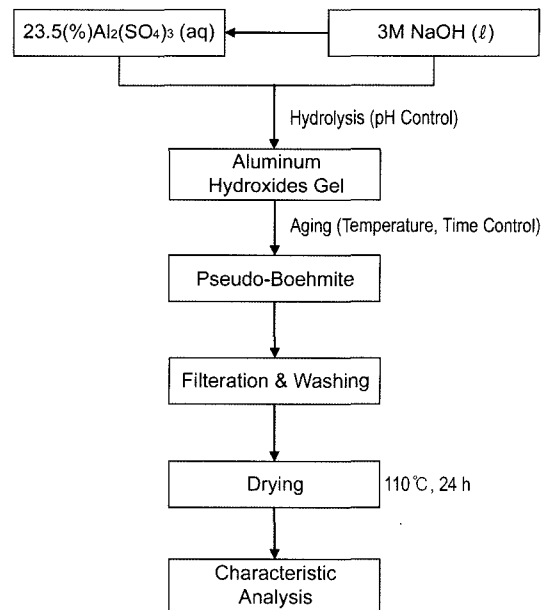 23.5(%)Al₂(SO₄)₃ (aq)
3M NaOH (ℓ)
Hydrolysis (pH Control)
Aluminum
Hydroxides Gel
Aging (Temperature, Time Control)
Pseudo-Boehmite
Filteration & Washing
Drying
110℃, 24 h
Characteristic
Analysis